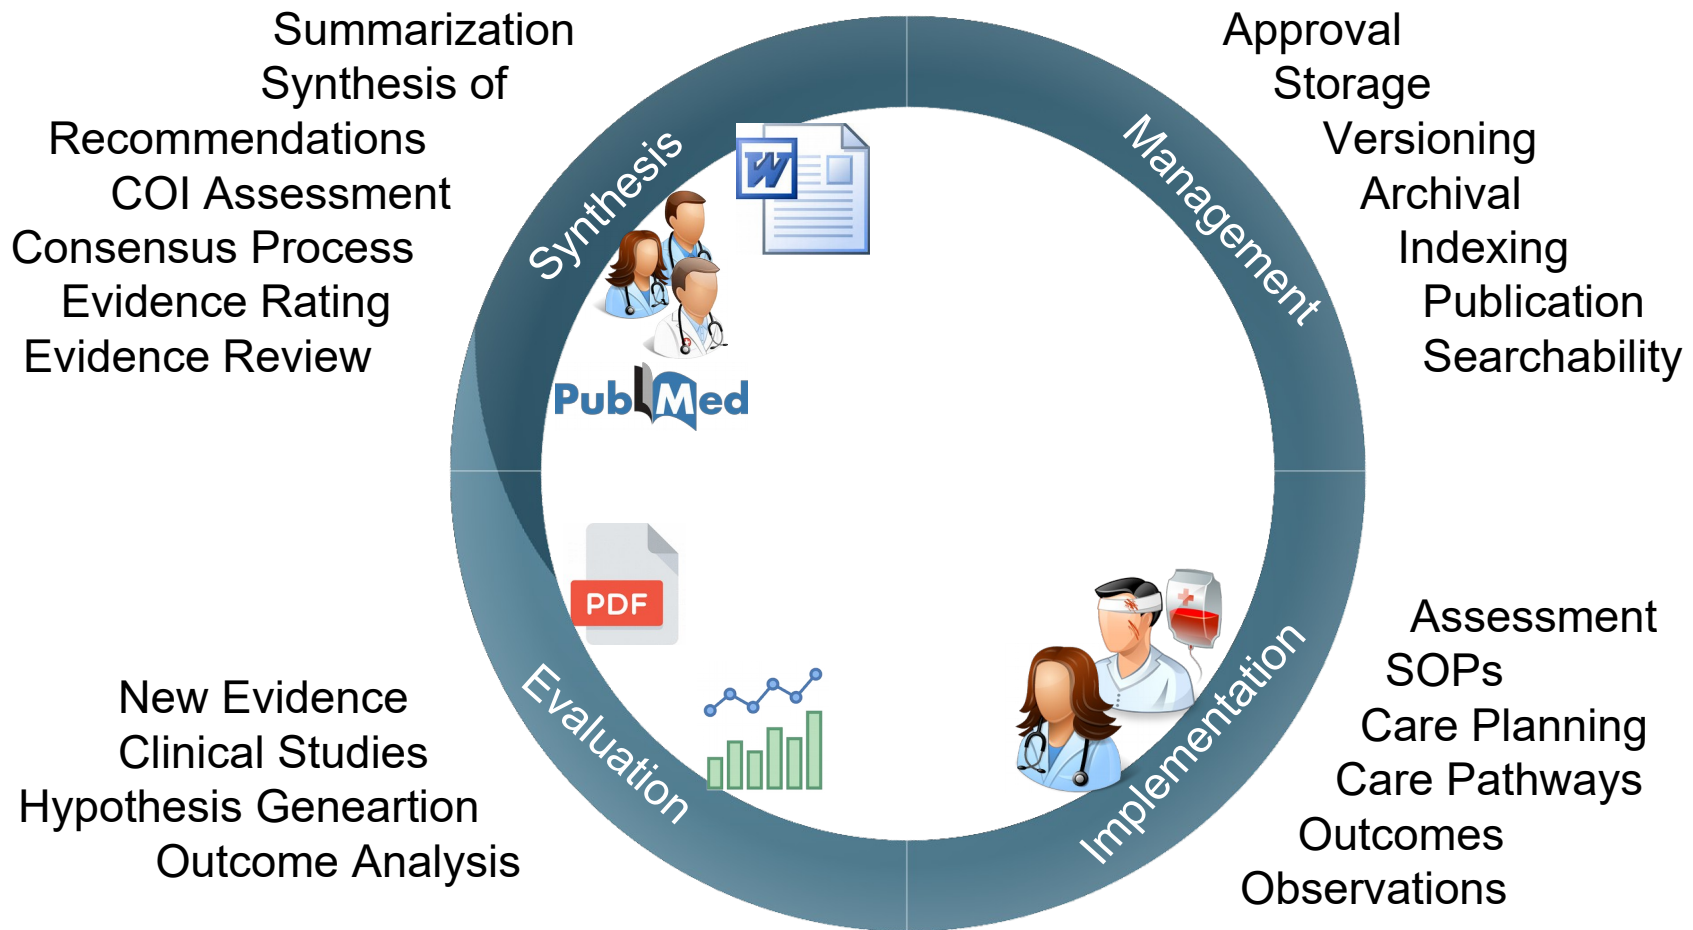 Summarization
Synthesis of
Recommendations
COI Assessment
Consensus Process
Evidence Rating
Evidence Review
Approval
Storage
Versioning
Archival
Indexing
Publication
Searchability
Synthesis
Management
W
PubMed
PDF
Evaluation
Implementation
New Evidence
Clinical Studies
Hypothesis Geneartion
Outcome Analysis
Assessment
SOPs
Care Planning
Care Pathways
Outcomes
Observations